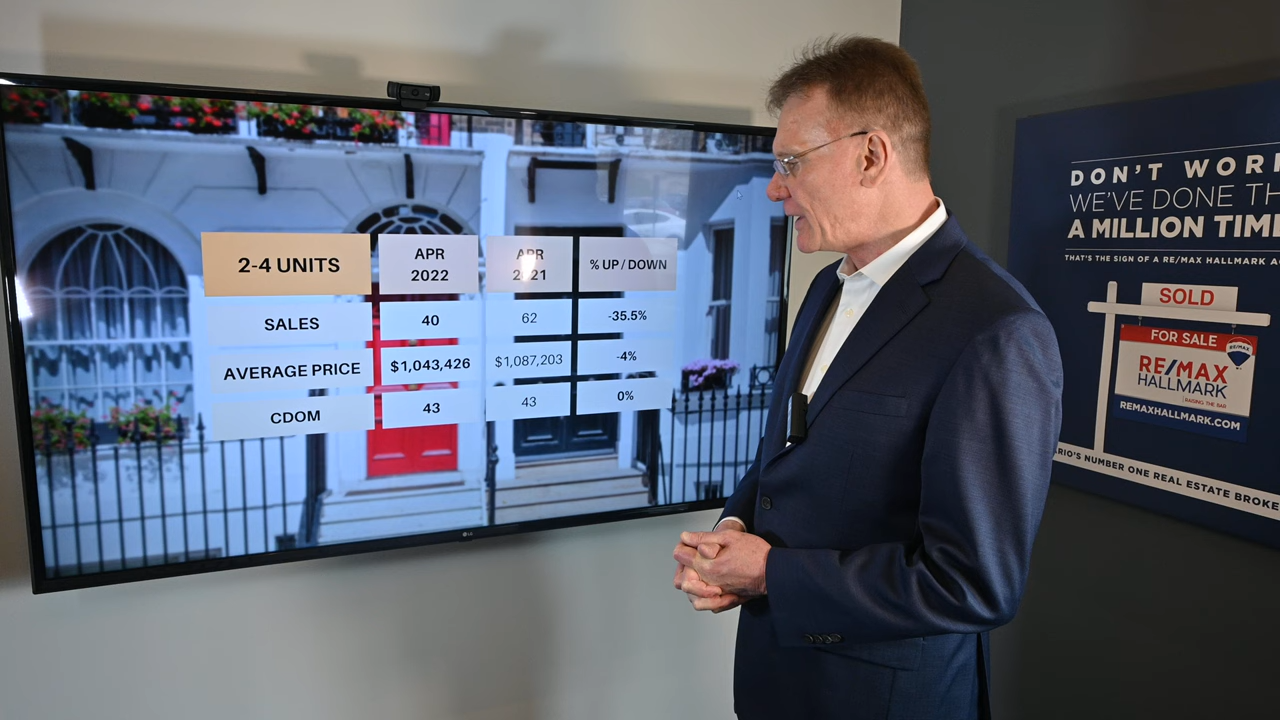 2-4 UNITS
APR
2022
APR
2021
% UP / DOWN
SALES
40
62
-35.5%
AVERAGE PRICE
$1,043,426
$1,087,203
-4%
CDOM
43
43
0%
LG
DON'T WOR
WE'VE DONE TH
A MILLION TIM
THAT'S THE SIGN OF A RE/MAX HALLMARK A
SOLD
FOR SALE
RE/MAX
RE/MAX
HALLMARK
RAISING THE BAR
REMAXHALLMARK.COM
RIO'S NUMBER ONE REAL ESTATE BROKE